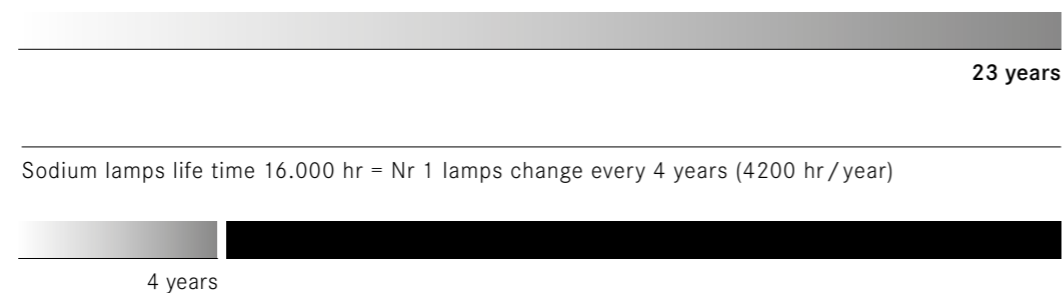 23 years
Sodium lamps life time 16.000 hr = Nr 1 lamps change every 4 years (4200 hr/year)
4 years